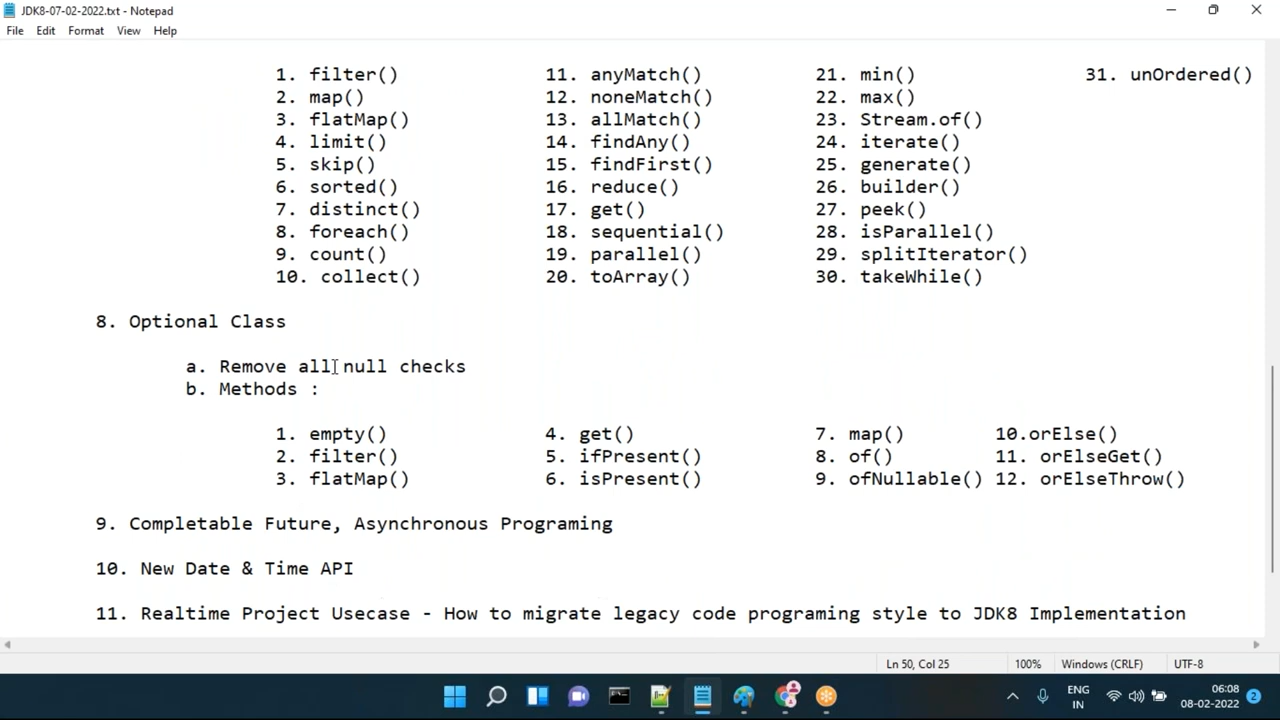 JDK8-07-02-2022.txt - Notepad
File Edit Format View Help
1. filter() 11. anyMatch() 21. min() 31. unOrdered()
2. map() 12. noneMatch() 22. max()
3. flatMap() 13. allMatch() 23. Stream.of()
4. limit() 14. findAny() 24. iterate()
5. skip() 15. findFirst() 25. generate()
6. sorted() 16. reduce() 26. builder()
7. distinct() 17. get() 27. peek()
8. foreach() 18. sequential() 28. isParallel()
9. count() 19. parallel() 29. splitIterator()
10. collect() 20. toArray() 30. takeWhile()
8. Optional Class
a. Remove all null checks
b. Methods :
1. empty() 4. get() 7. map() 10.orElse()
2. filter() 5. ifPresent() 8. of() 11. orElseGet()
3. flatMap() 6. isPresent() 9. ofNullable() 12. orElseThrow()
9. Completable Future, Asynchronous Programing
10. New Date & Time API
11. Realtime Project Usecase - How to migrate legacy code programing style to JDK8 Implementation
Ln 50, Col 25 100% Windows (CRLF) UTF-8
ENG 06:08
IN 08-02-2022 2